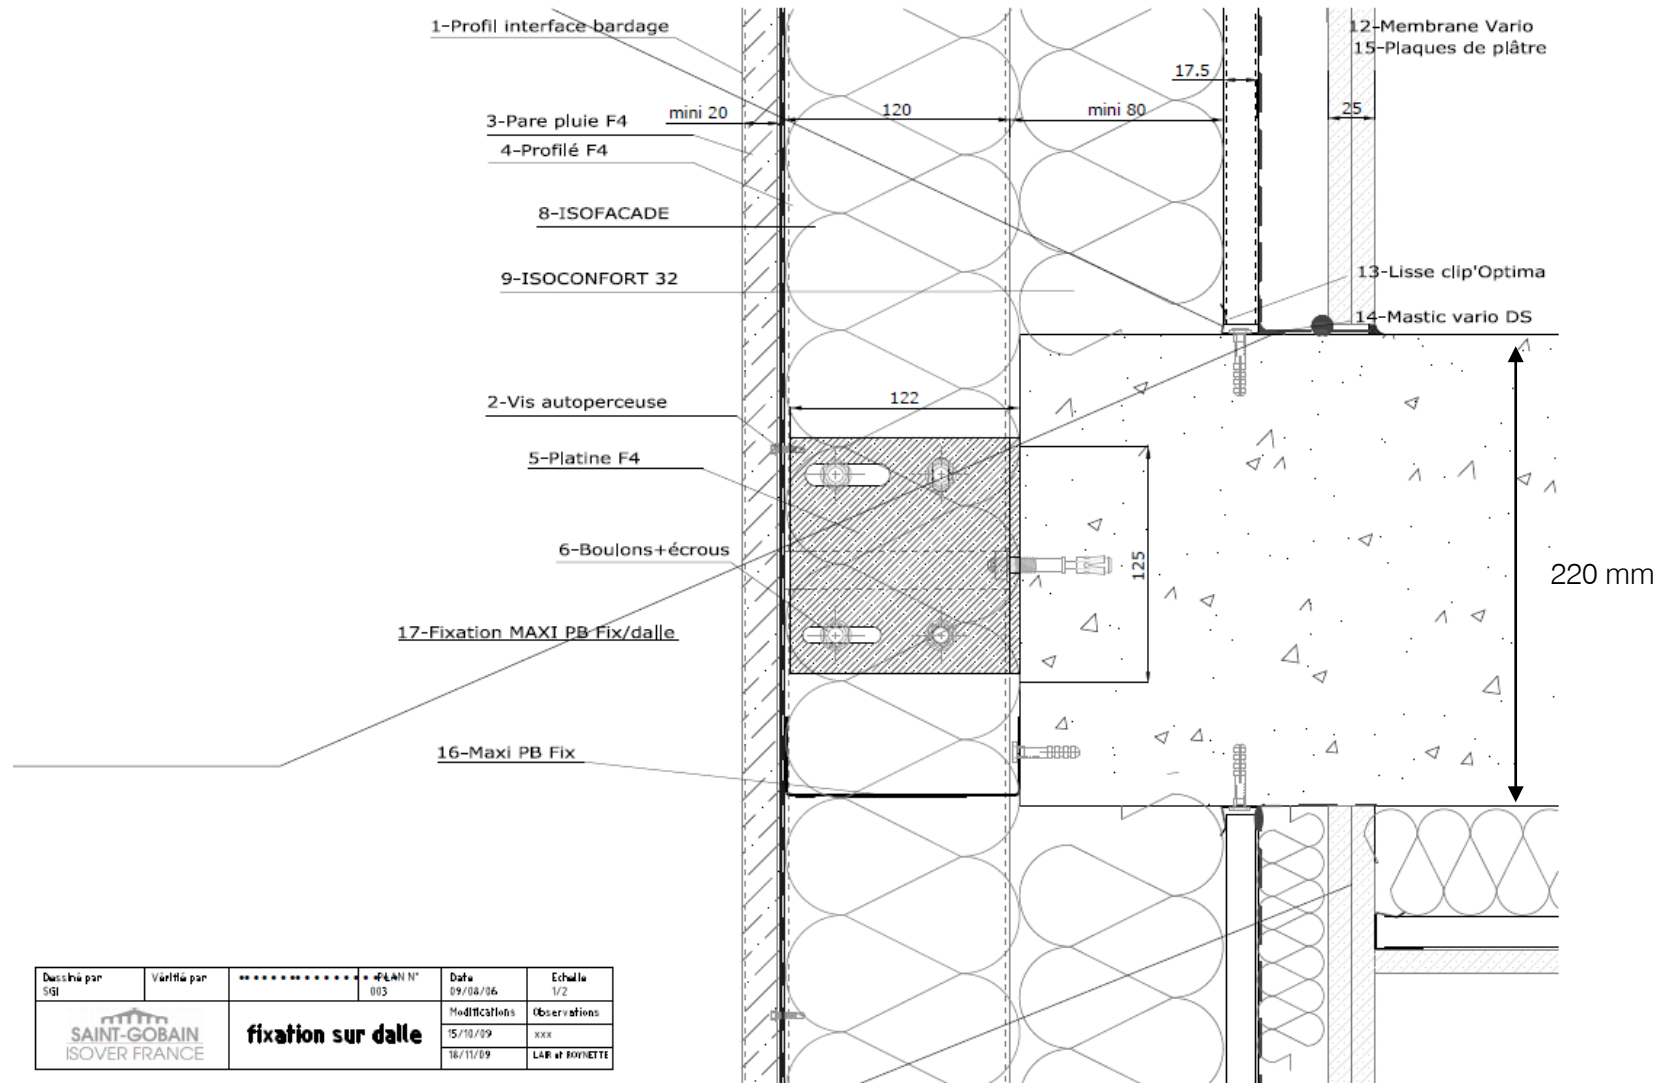 1-Profil interface bardage
12-Membrane Vario
15-Plaques de plâtre
17.5
3-Pare pluie F4
mini 20
120
mini 80
25
4-Profilé F4
8-ISOFACADE
9-ISOCONFORT 32
13-Lisse clip'Optima
14-Mastic vario DS
2-Vis autoperceuse
122
5-Platine F4
6-Boulons+écrous
125
220 mm
17-Fixation MAXI PB Fix/dalle
16-Maxi PB Fix
Dessiné par
SGI
Vérifié par
PLAN N°
003
Date
09/08/06
Echelle
1/2
Modifications
Observations
15/10/09
xxx
18/11/09
LAIR et ROYNETTE
SAINT-GOBAIN
ISOVER FRANCE
fixation sur dalle